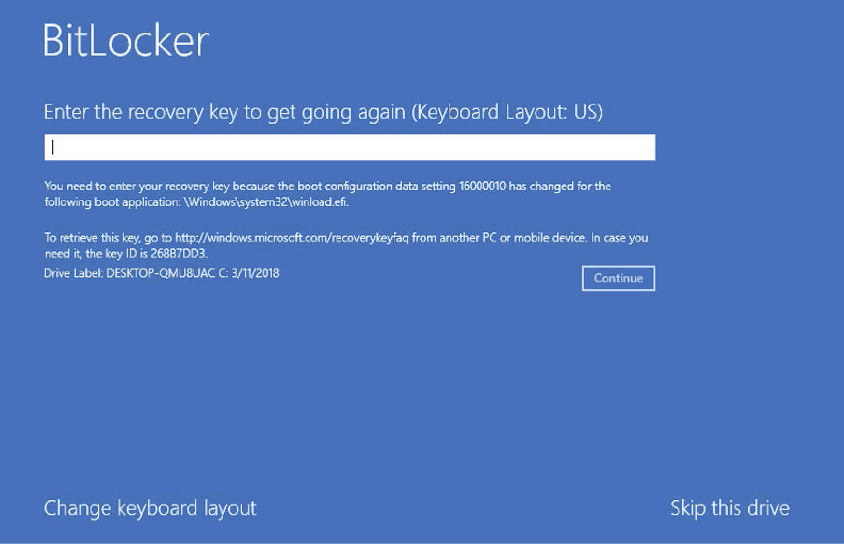 BitLocker
Enter the recovery key to get going again (Keyboard Layout: US)
You need to enter your recovery key because the boot configuration data setting 16000010 has changed for the
following boot application: \Windows\system32\winload.efi.
To retrieve this key, go to http://windows.microsoft.com/recoverykeyfaq from another PC or mobile device. In case you
need it, the key ID is 268B7DD3.
Drive Label: DESKTOP-QMU8JAC C: 3/11/2018
Continue
Change keyboard layout
Skip this drive